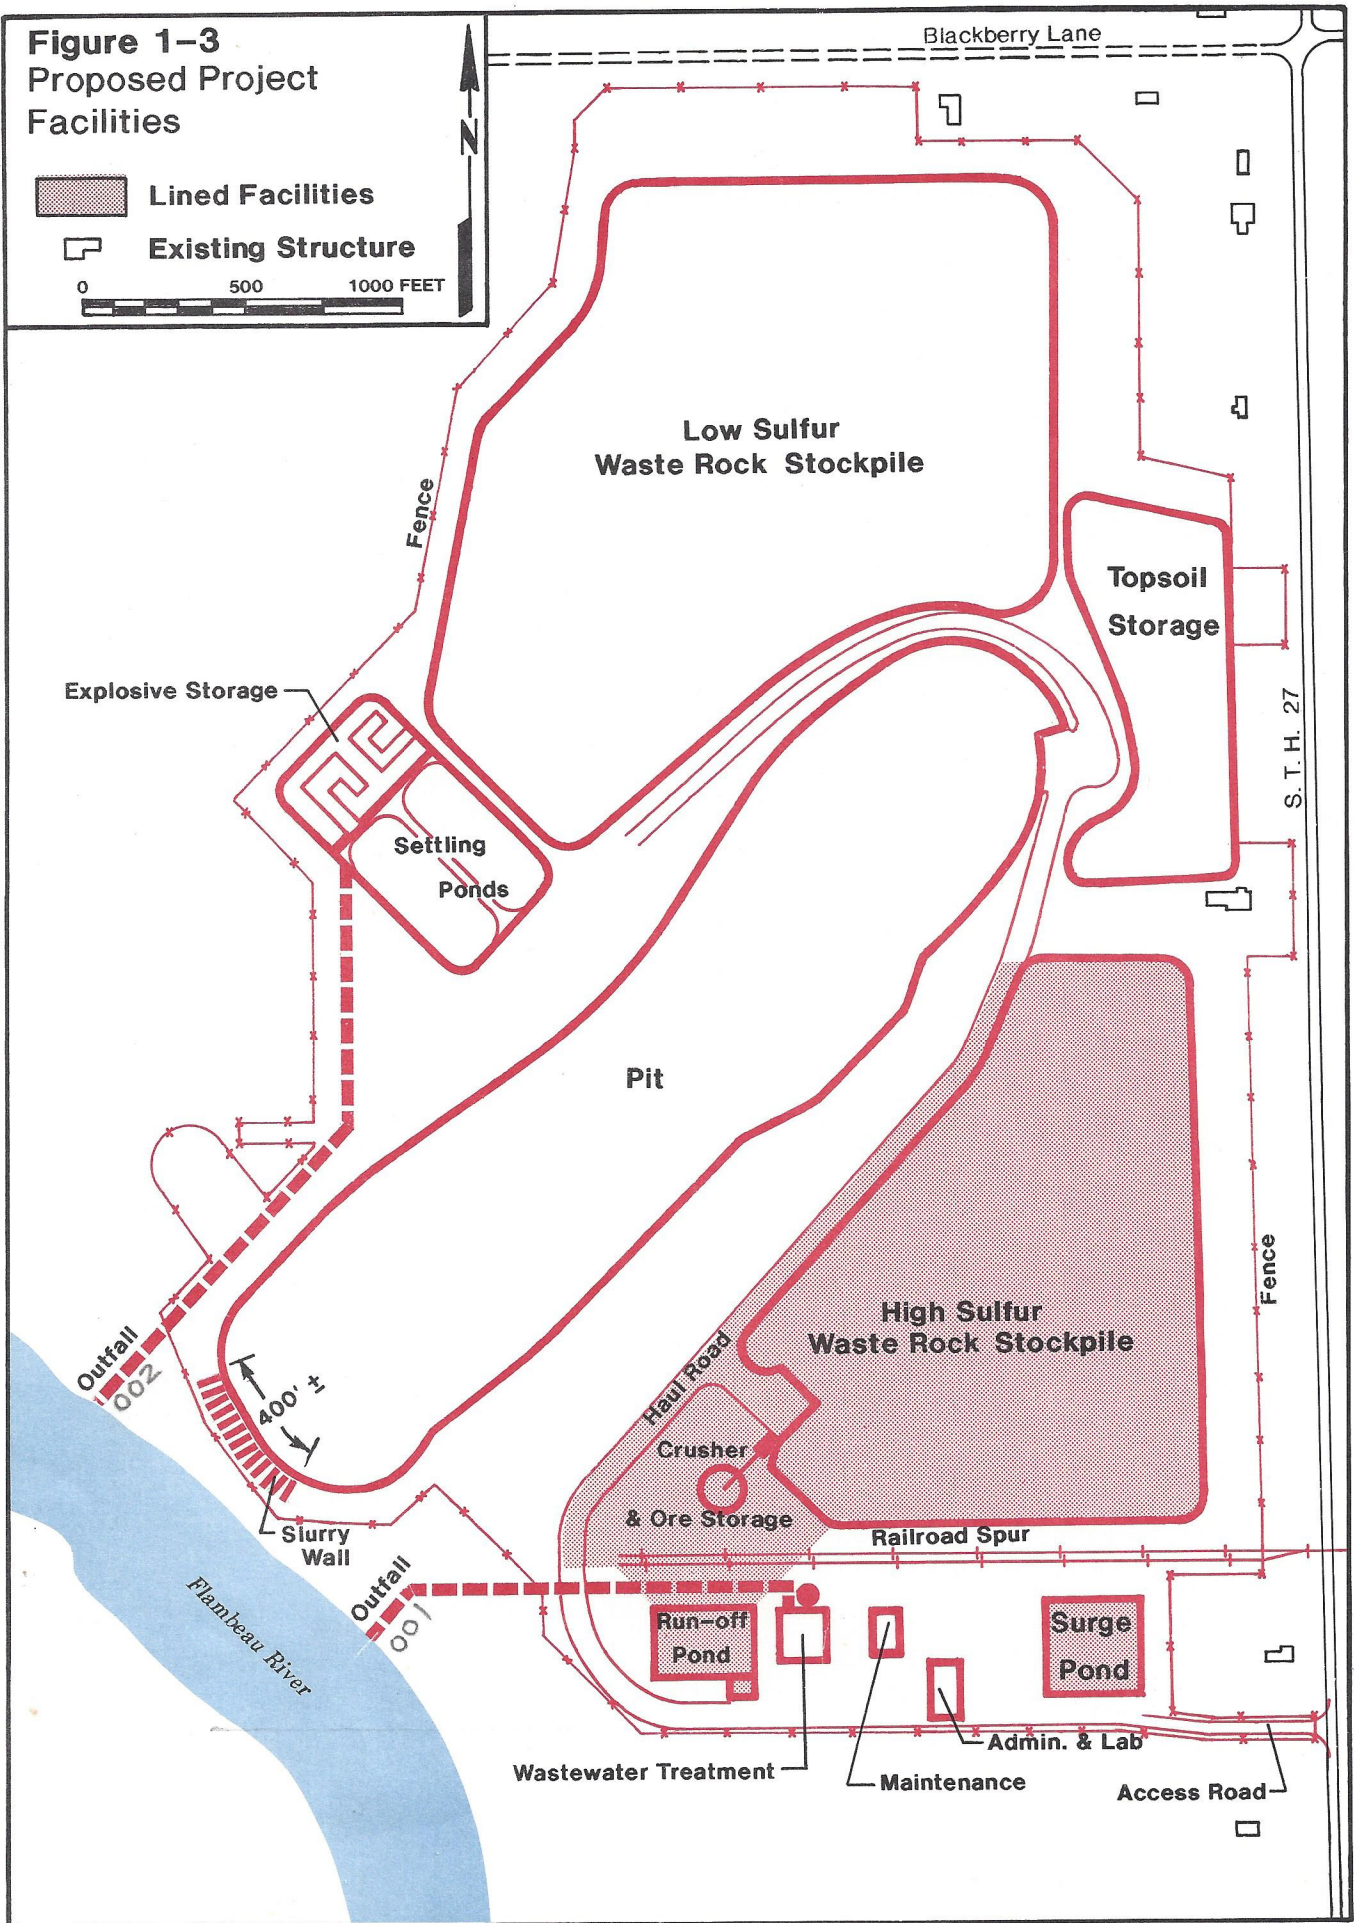 Figure 1–3
Proposed Project
Facilities
N
Lined Facilities
Existing Structure
0 500 1000 FEET
Blackberry Lane
Low Sulfur
Waste Rock Stockpile
Fence
Topsoil
Storage
Explosive Storage
S. T. H. 27
Settling
Ponds
Pit
Fence
High Sulfur
Waste Rock Stockpile
Outfall
002
400' ±
Haul Road
Crusher
& Ore Storage
Slurry
Wall
Railroad Spur
Outfall
001
Flambeau River
Run-off
Pond
Surge
Pond
Admin. & Lab
Wastewater Treatment
Maintenance
Access Road